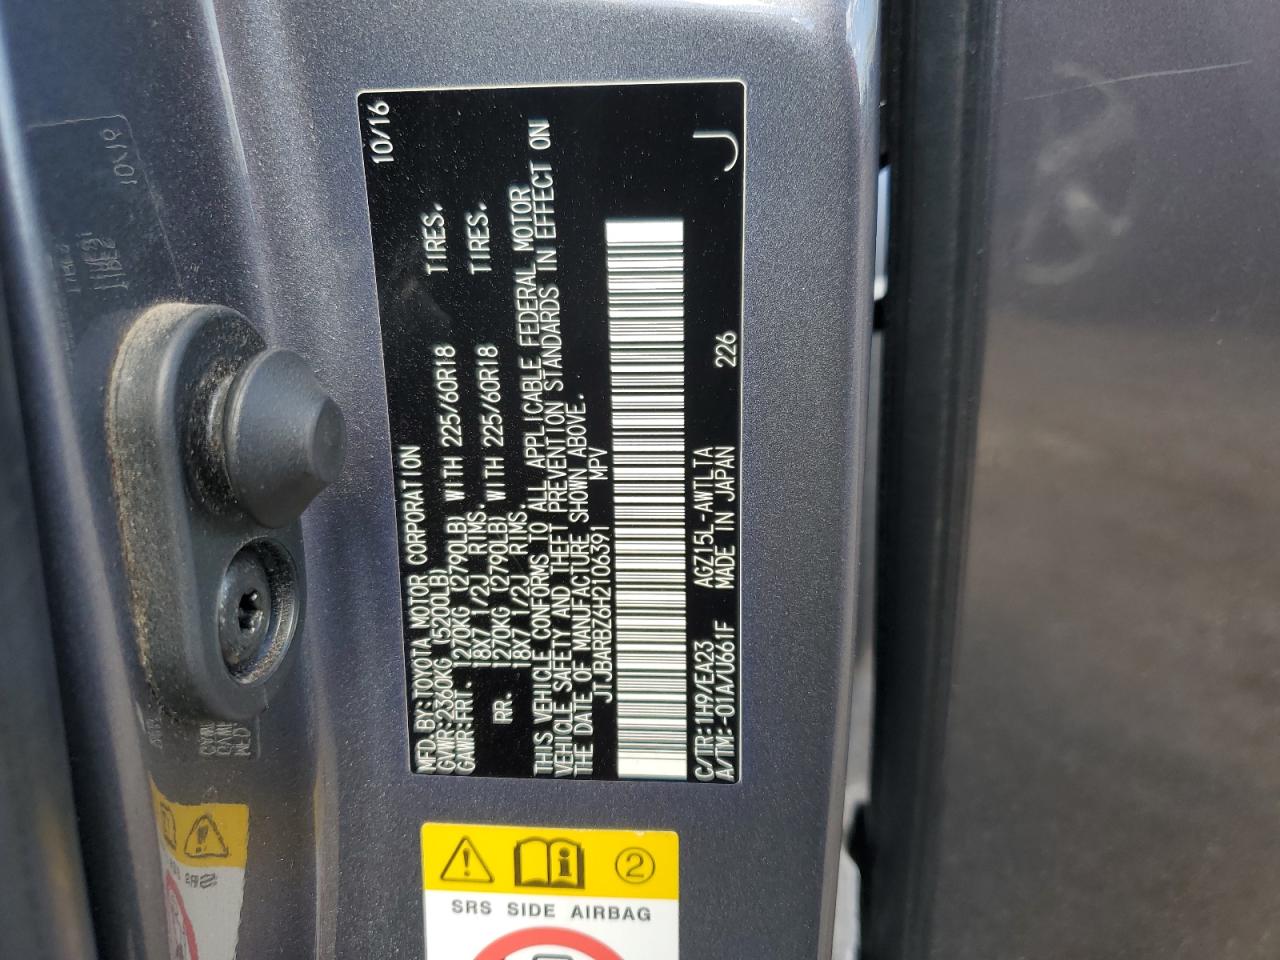 10/16
MFD. BY:TOYOTA MOTOR CORPORATION
GVWR:2360KG (5200LB)
GAWR:FRT. 1270KG (2790LB) WITH 225/60R18 TIRES.
18X7 1/2J RIMS.
RR. 1270KG (2790LB) WITH 225/60R18 TIRES.
18X7 1/2J RIMS.
THIS VEHICLE CONFORMS TO ALL APPLICABLE FEDERAL MOTOR
VEHICLE SAFETY AND THEFT PREVENTION STANDARDS IN EFFECT ON
THE DATE OF MANUFACTURE SHOWN ABOVE.
JTJBARBZ6H2106391 MPV
C/TR:1H9/EA23 AGZ15L-AWTLTA
A/TM:-01A/U661F MADE IN JAPAN 226
J
2
SRS SIDE AIRBAG